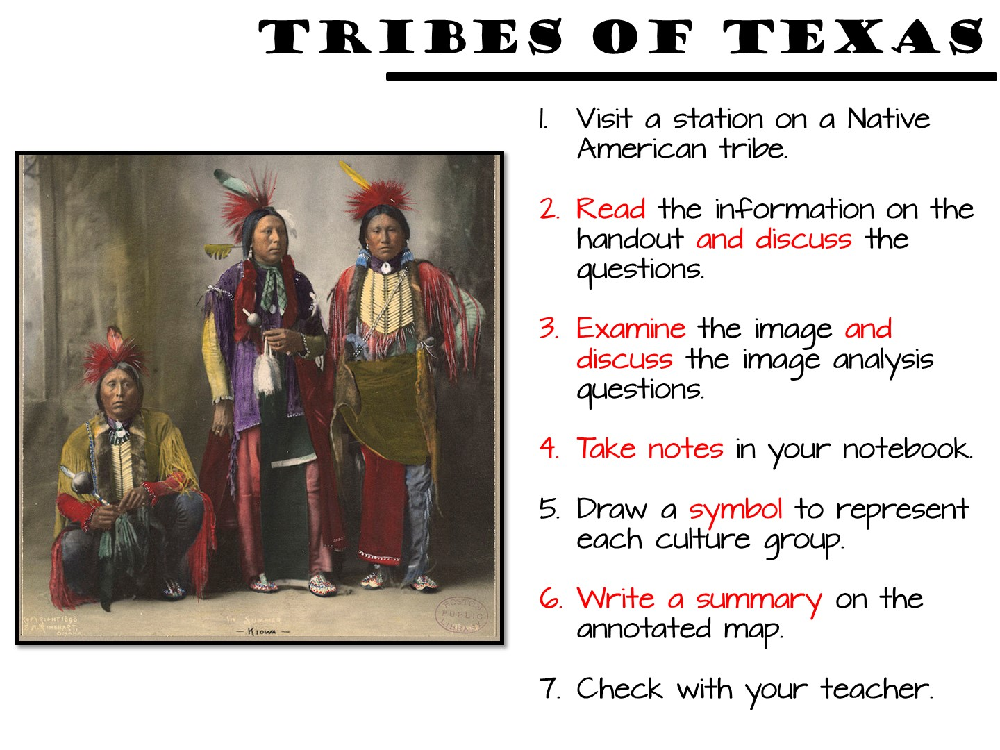 TRIBES OF TEXAS
1. Visit a station on a Native
American tribe.
2. Read the information on the
handout and discuss the
questions.
3. Examine the image and
discuss the image analysis
questions.
4. Take notes in your notebook.
5. Draw a symbol to represent
each culture group.
6. Write a summary on the
annotated map.
7. Check with your teacher.
COPYRIGHT 1898
F. A. RINEHART,
OMAHA
IN SUMMER
- KIOWA -
BOSTON
PUBLIC
LIBRARY